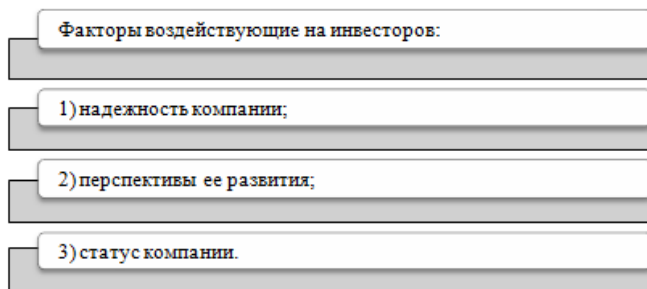 Факторы воздействующие на инвесторов:
1) надежность компании;
2) перспективы ее развития;
3) статус компании.